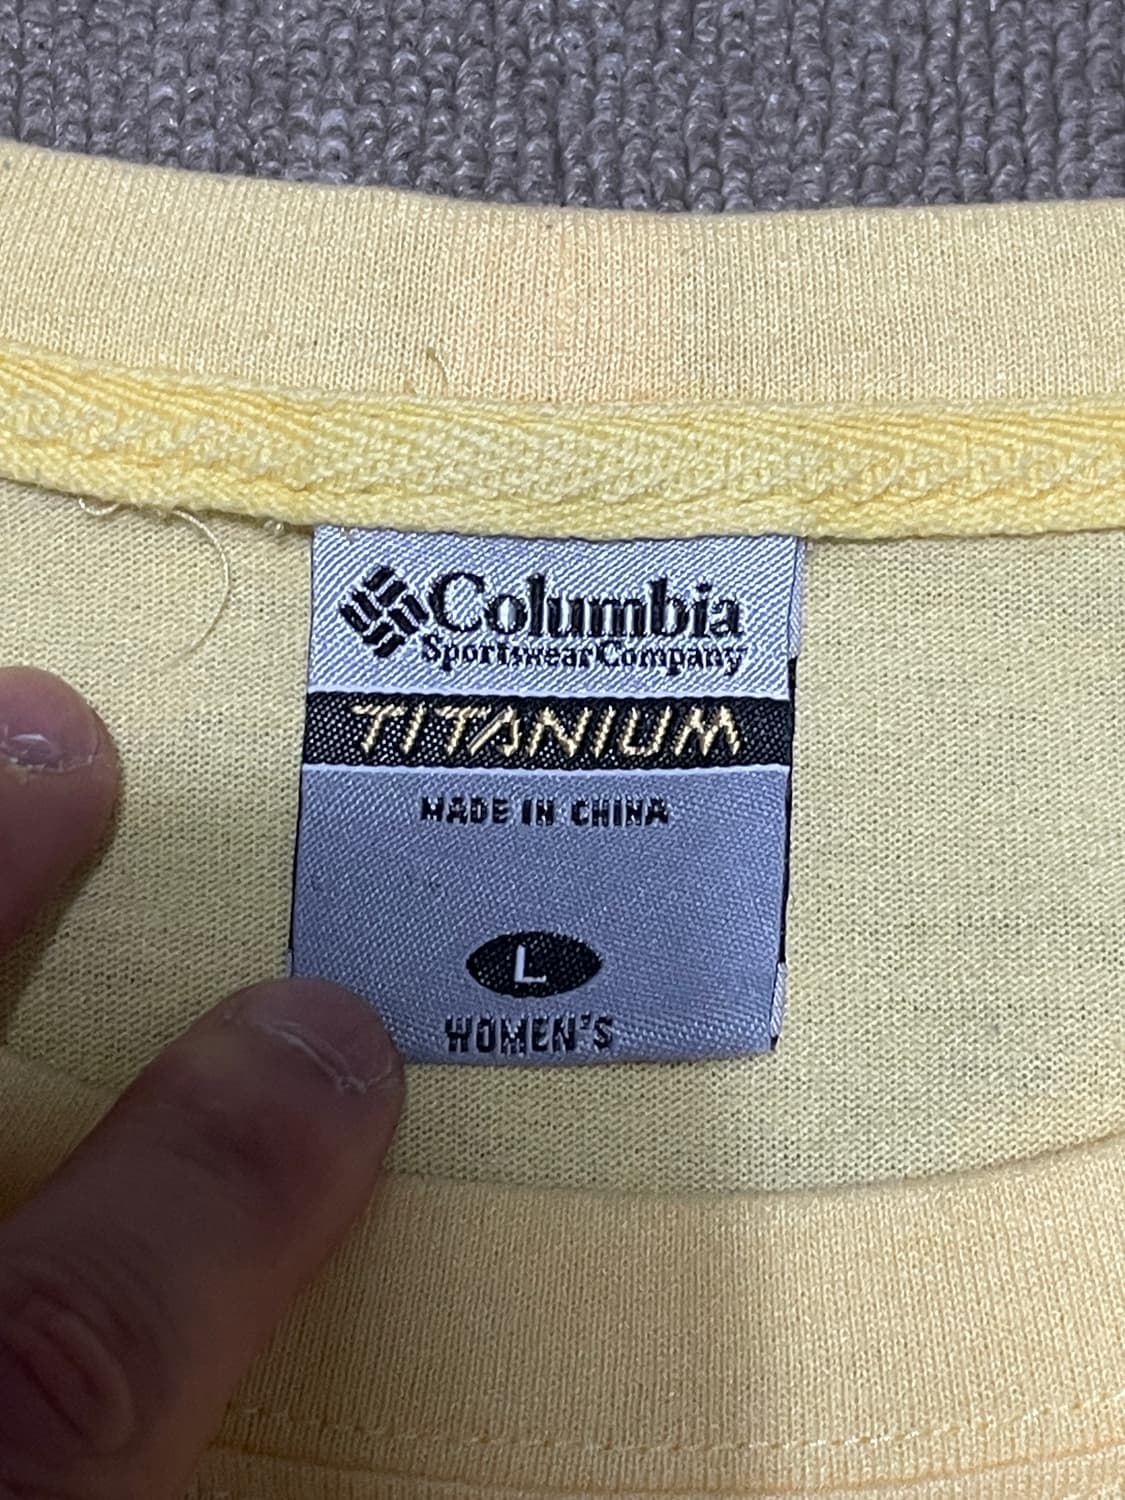 Columbia
Sportswear Company
TITANIUM
MADE IN CHINA
L
WOMEN'S